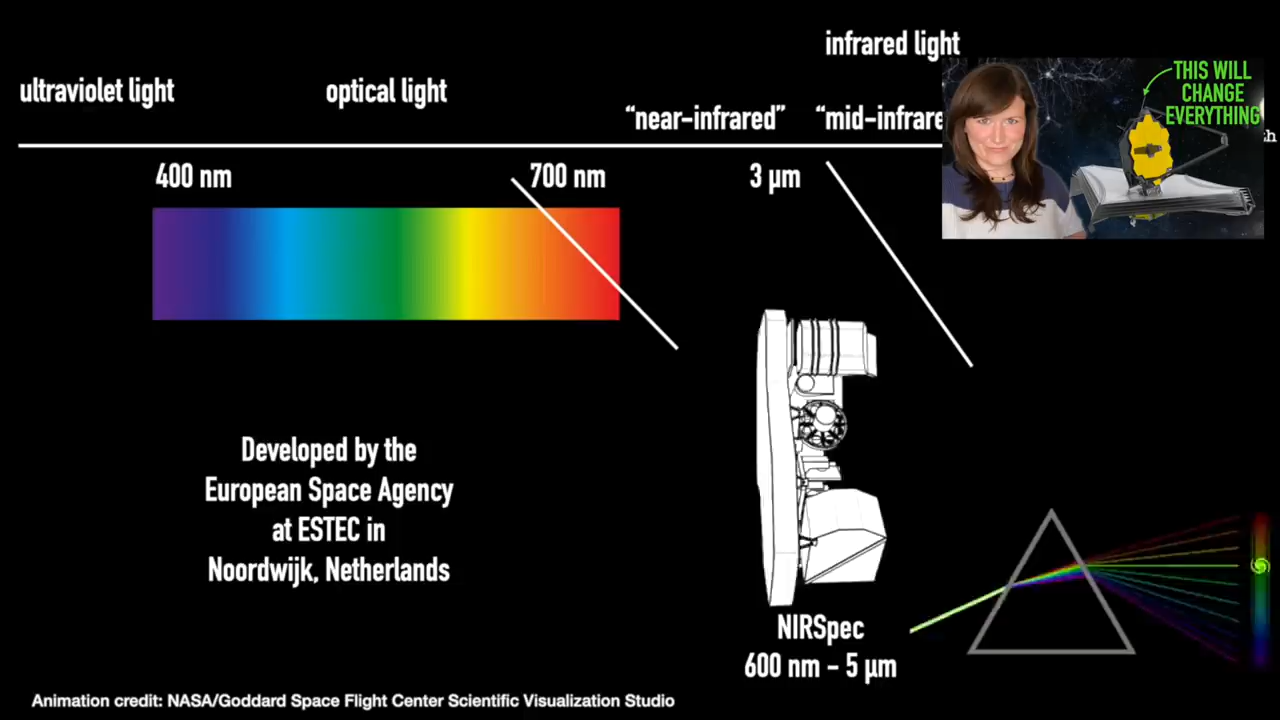 infrared light
ultraviolet light
optical light
"near-infrared"
"mid-infrare
400 nm
700 nm
3 μm
THIS WILL
CHANGE
EVERYTHING
Developed by the
European Space Agency
at ESTEC in
Noordwijk, Netherlands
NIRSpec
600 nm - 5 μm
Animation credit: NASA/Goddard Space Flight Center Scientific Visualization Studio